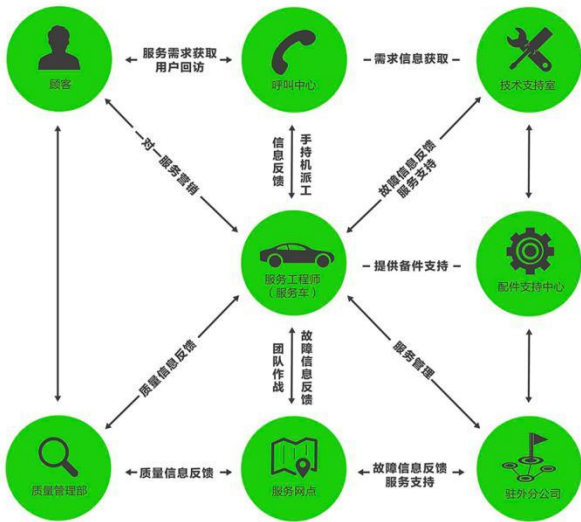 服务需求获取
用户回访
需求信息获取
顾客
呼叫中心
技术支持室
一对一服务营销
信息反馈
手持机派工
故障信息反馈
服务支持
服务工程师
（服务车）
提供备件支持
配件支持中心
质量信息反馈
团队作战
故障信息反馈
服务管理
质量管理部
质量信息反馈
服务网点
故障信息反馈
服务支持
驻外分公司